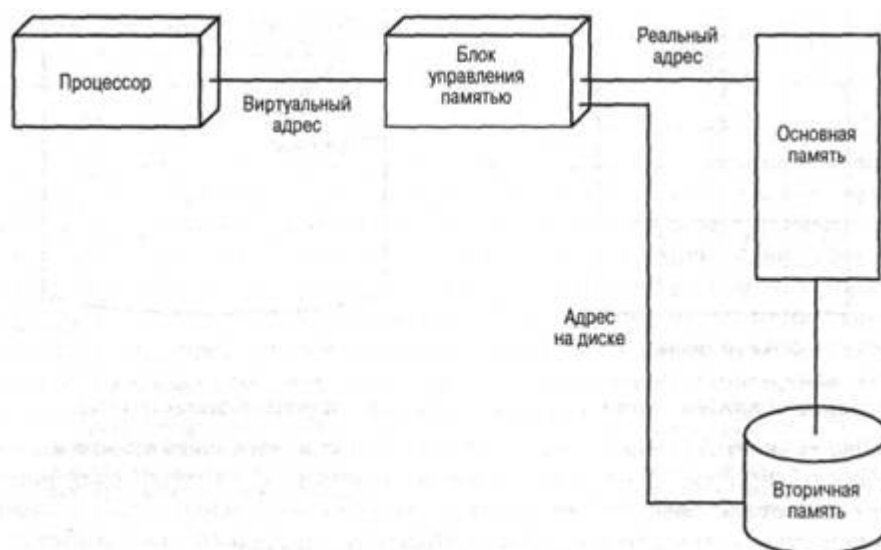 Процессор
Виртуальный
адрес
Блок
управления
памятью
Реальный
адрес
Основная
память
Адрес
на диске
Вторичная
память